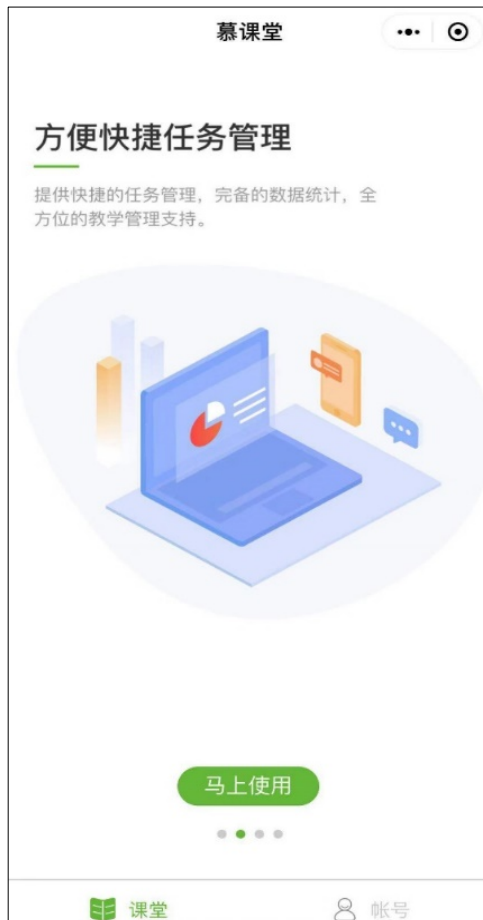 慕课堂
方便快捷任务管理
提供快捷的任务管理，完备的数据统计，全
方位的教学管理支持。
马上使用
课堂
帐号